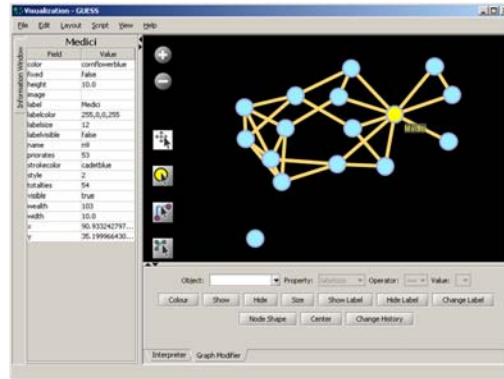 Visualization - GUESS
File Edit Layout Script View Help
Information Window
Medici
Field Value
color cornflowerblue
fixed false
height 10.0
image
label Medici
labelcolor 255,0,0,255
labelsize 12
labelvisible false
name n9
priorates 53
strokecolor cadetblue
style 2
totalties 54
visible true
wealth 103
width 10.0
x 90.933242797...
y 35.199966430...
Medici
Object: Property: Operator: Value:
Colour Show Hide Size Show Label Hide Label Change Label
Node Shape Center Change History
Interpreter Graph Modifier